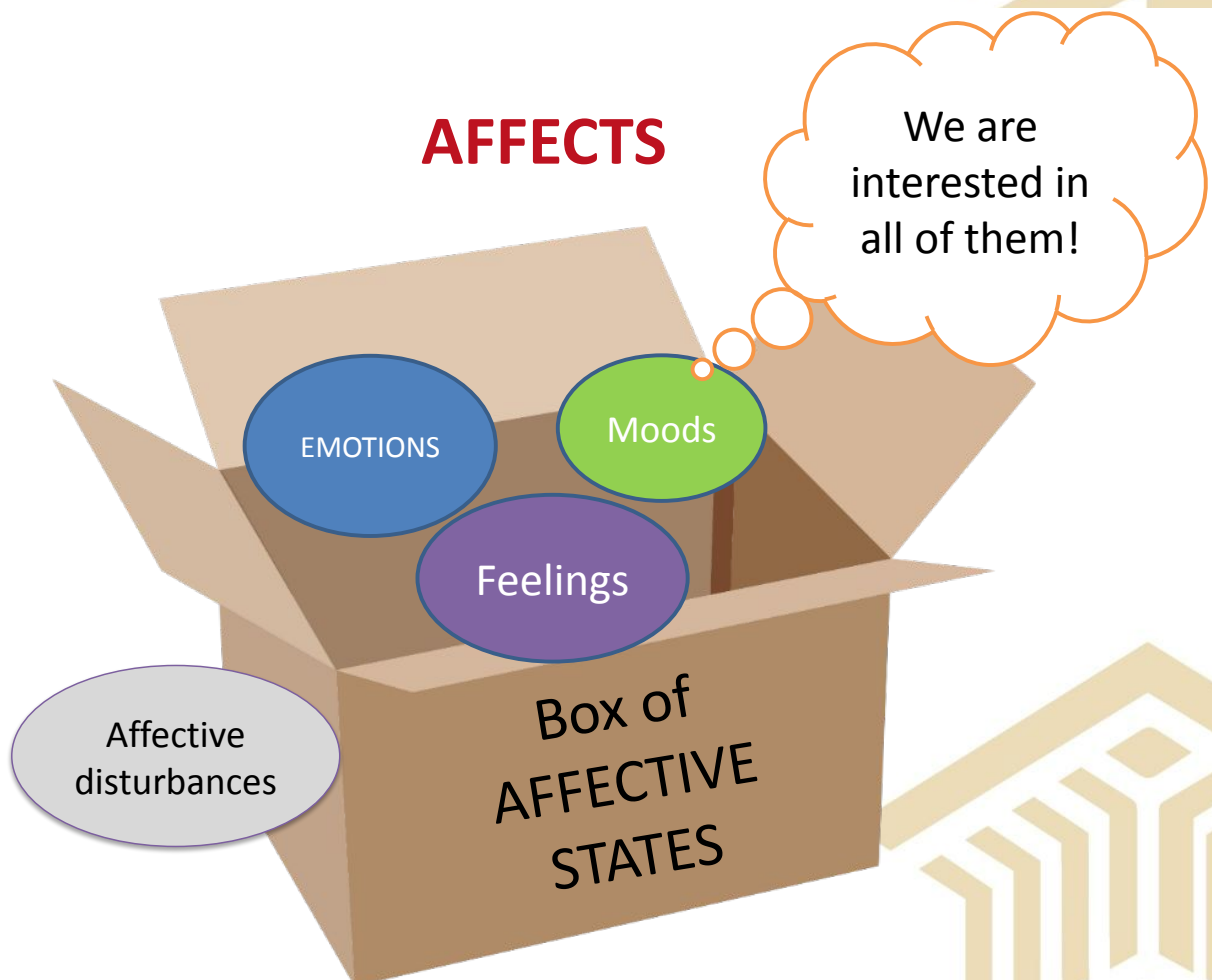 AFFECTS
We are
interested in
all of them!
EMOTIONS
Moods
Feelings
Affective
disturbances
Box of
AFFECTIVE
STATES